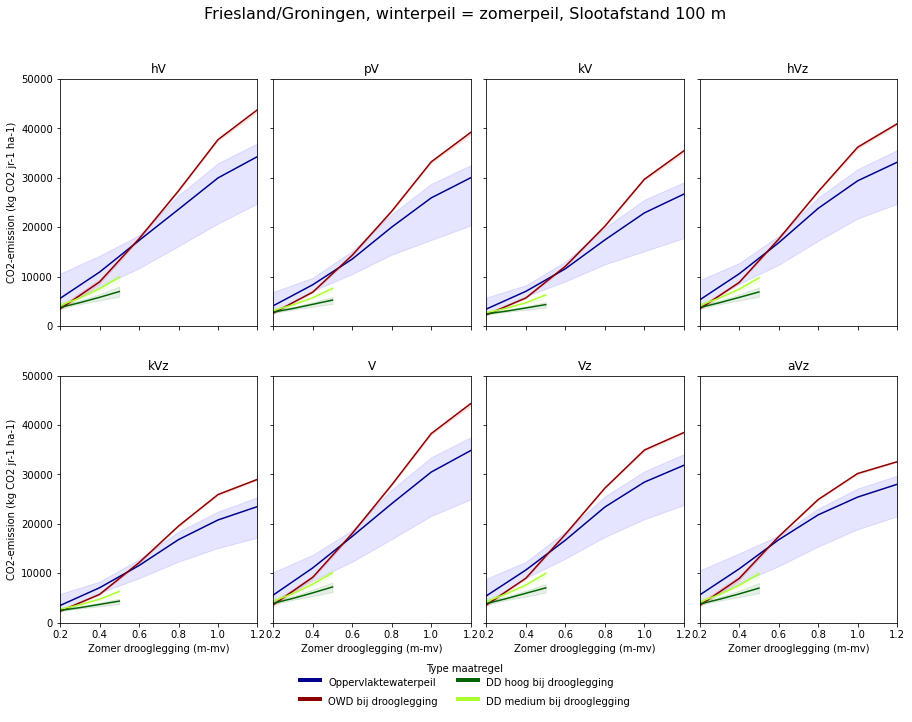 Friesland/Groningen, winterpeil = zomerpeil, Slootafstand 100 m
hV pV kV hVz
50000
40000
30000
20000
10000
0
CO2-emission (kg CO2 jr-1 ha-1)
kVz V Vz aVz
50000
40000
30000
20000
10000
0
CO2-emission (kg CO2 jr-1 ha-1)
0.2 0.4 0.6 0.8 1.0 1.2 0.2 0.4 0.6 0.8 1.0 1.2 0.2 0.4 0.6 0.8 1.0 1.2 0.2 0.4 0.6 0.8 1.0 1.2
Zomer drooglegging (m-mv) Zomer drooglegging (m-mv) Zomer drooglegging (m-mv) Zomer drooglegging (m-mv)
Type maatregel
Oppervlaktewaterpeil DD hoog bij drooglegging
OWD bij drooglegging DD medium bij drooglegging